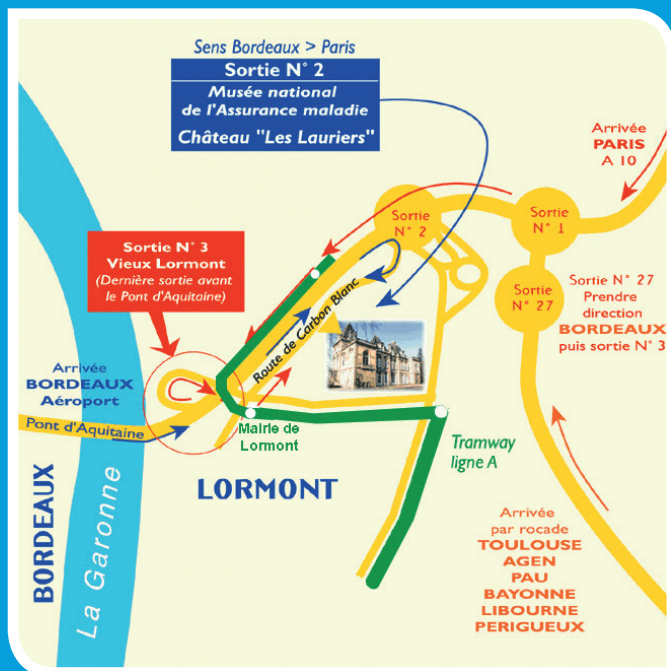 Sens Bordeaux > Paris
Sortie N° 2
Musée national
de l'Assurance maladie
Château "Les Lauriers"
Arrivée
PARIS
A 10
Sortie
N° 2
Sortie
N° 1
Sortie N° 3
Vieux Lormont
(Dernière sortie avant
le Pont d'Aquitaine)
Sortie
N° 27
Sortie N° 27
Prendre
direction
BORDEAUX
puis sortie N° 3
Route de Carbon Blanc
Arrivée
BORDEAUX
Aéroport
Pont d'Aquitaine
Mairie de
Lormont
Tramway
ligne A
LORMONT
BORDEAUX
La Garonne
Arrivée
par rocade
TOULOUSE
AGEN
PAU
BAYONNE
LIBOURNE
PERIGUEUX